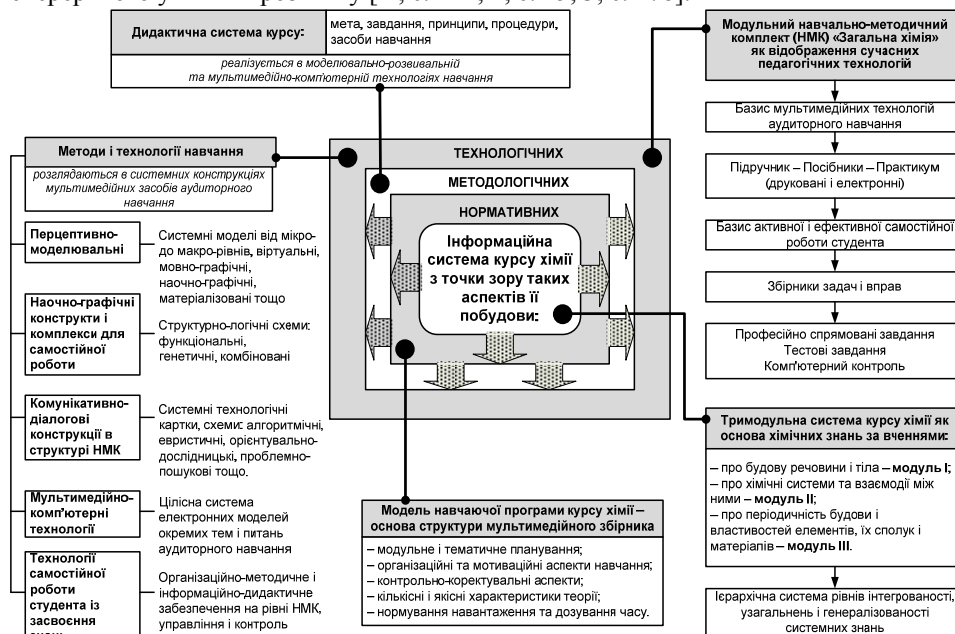 Дидактична система курсу:
мета, завдання, принципи, процедури,
засоби навчання
реалізується в моделювально-розвивальній
та мультимедійно-комп'ютерній технологіях навчання
Модульний навчально-методичний
комплект (НМК) «Загальна хімія»
як відображення сучасних
педагогічних технологій
Базис мультимедійних технологій
аудиторного навчання
Підручник – Посібники – Практикум
(друковані і електронні)
Базис активної і ефективної самостійної
роботи студента
Збірники задач і вправ
Професійно спрямовані завдання
Тестові завдання
Комп'ютерний контроль
Методи і технології навчання
розглядаються в системних конструкціях
мультимедійних засобів аудиторного
навчання
Перцептивно-
моделювальні
Системні моделі від мікро-
до макро-рівнів, віртуальні,
мовно-графічні,
наочно-графічні,
матеріалізовані тощо
Наочно-графічні
конструкти і
комплекси для
самостійної
роботи
Структурно-логічні схеми:
функціональні,
генетичні, комбіновані
Комунікативно-
діалогові
конструкції в
структурі НМК
Системні технологічні
картки, схеми: алгоритмічні,
евристичні, орієнтувально-
дослідницькі, проблемно-
пошукові тощо.
Мультимедійно-
комп'ютерні
технології
Цілісна система
електронних моделей
окремих тем і питань
аудиторного навчання
Технології
самостійної
роботи
студента із
засвоєння
Організаційно-методичне і
інформаційно-дидактичне
забезпечення на рівні НМК,
управління і контроль
ТЕХНОЛОГІЧНИХ
МЕТОДОЛОГІЧНИХ
НОРМАТИВНИХ
Інформаційна
система курсу хімії
з точки зору таких
аспектів її
побудови:
Модель навчаючої програми курсу хімії –
основа структури мультимедійного збірника
– модульне і тематичне планування;
– організаційні та мотиваційні аспекти навчання;
– контрольно-коректувальні аспекти;
– кількісні і якісні характеристики теорії;
– нормування навантаження та дозування часу.
Тримодульна система курсу хімії як
основа хімічних знань за вченнями:
– про будову речовини і тіла – модуль I;
– про хімічні системи та взаємодії між
ними – модуль II;
– про періодичність будови і
властивостей елементів, їх сполук і
матеріалів – модуль III.
Ієрархічна система рівнів інтегрованості,
узагальнень і генералізованості
системних знань